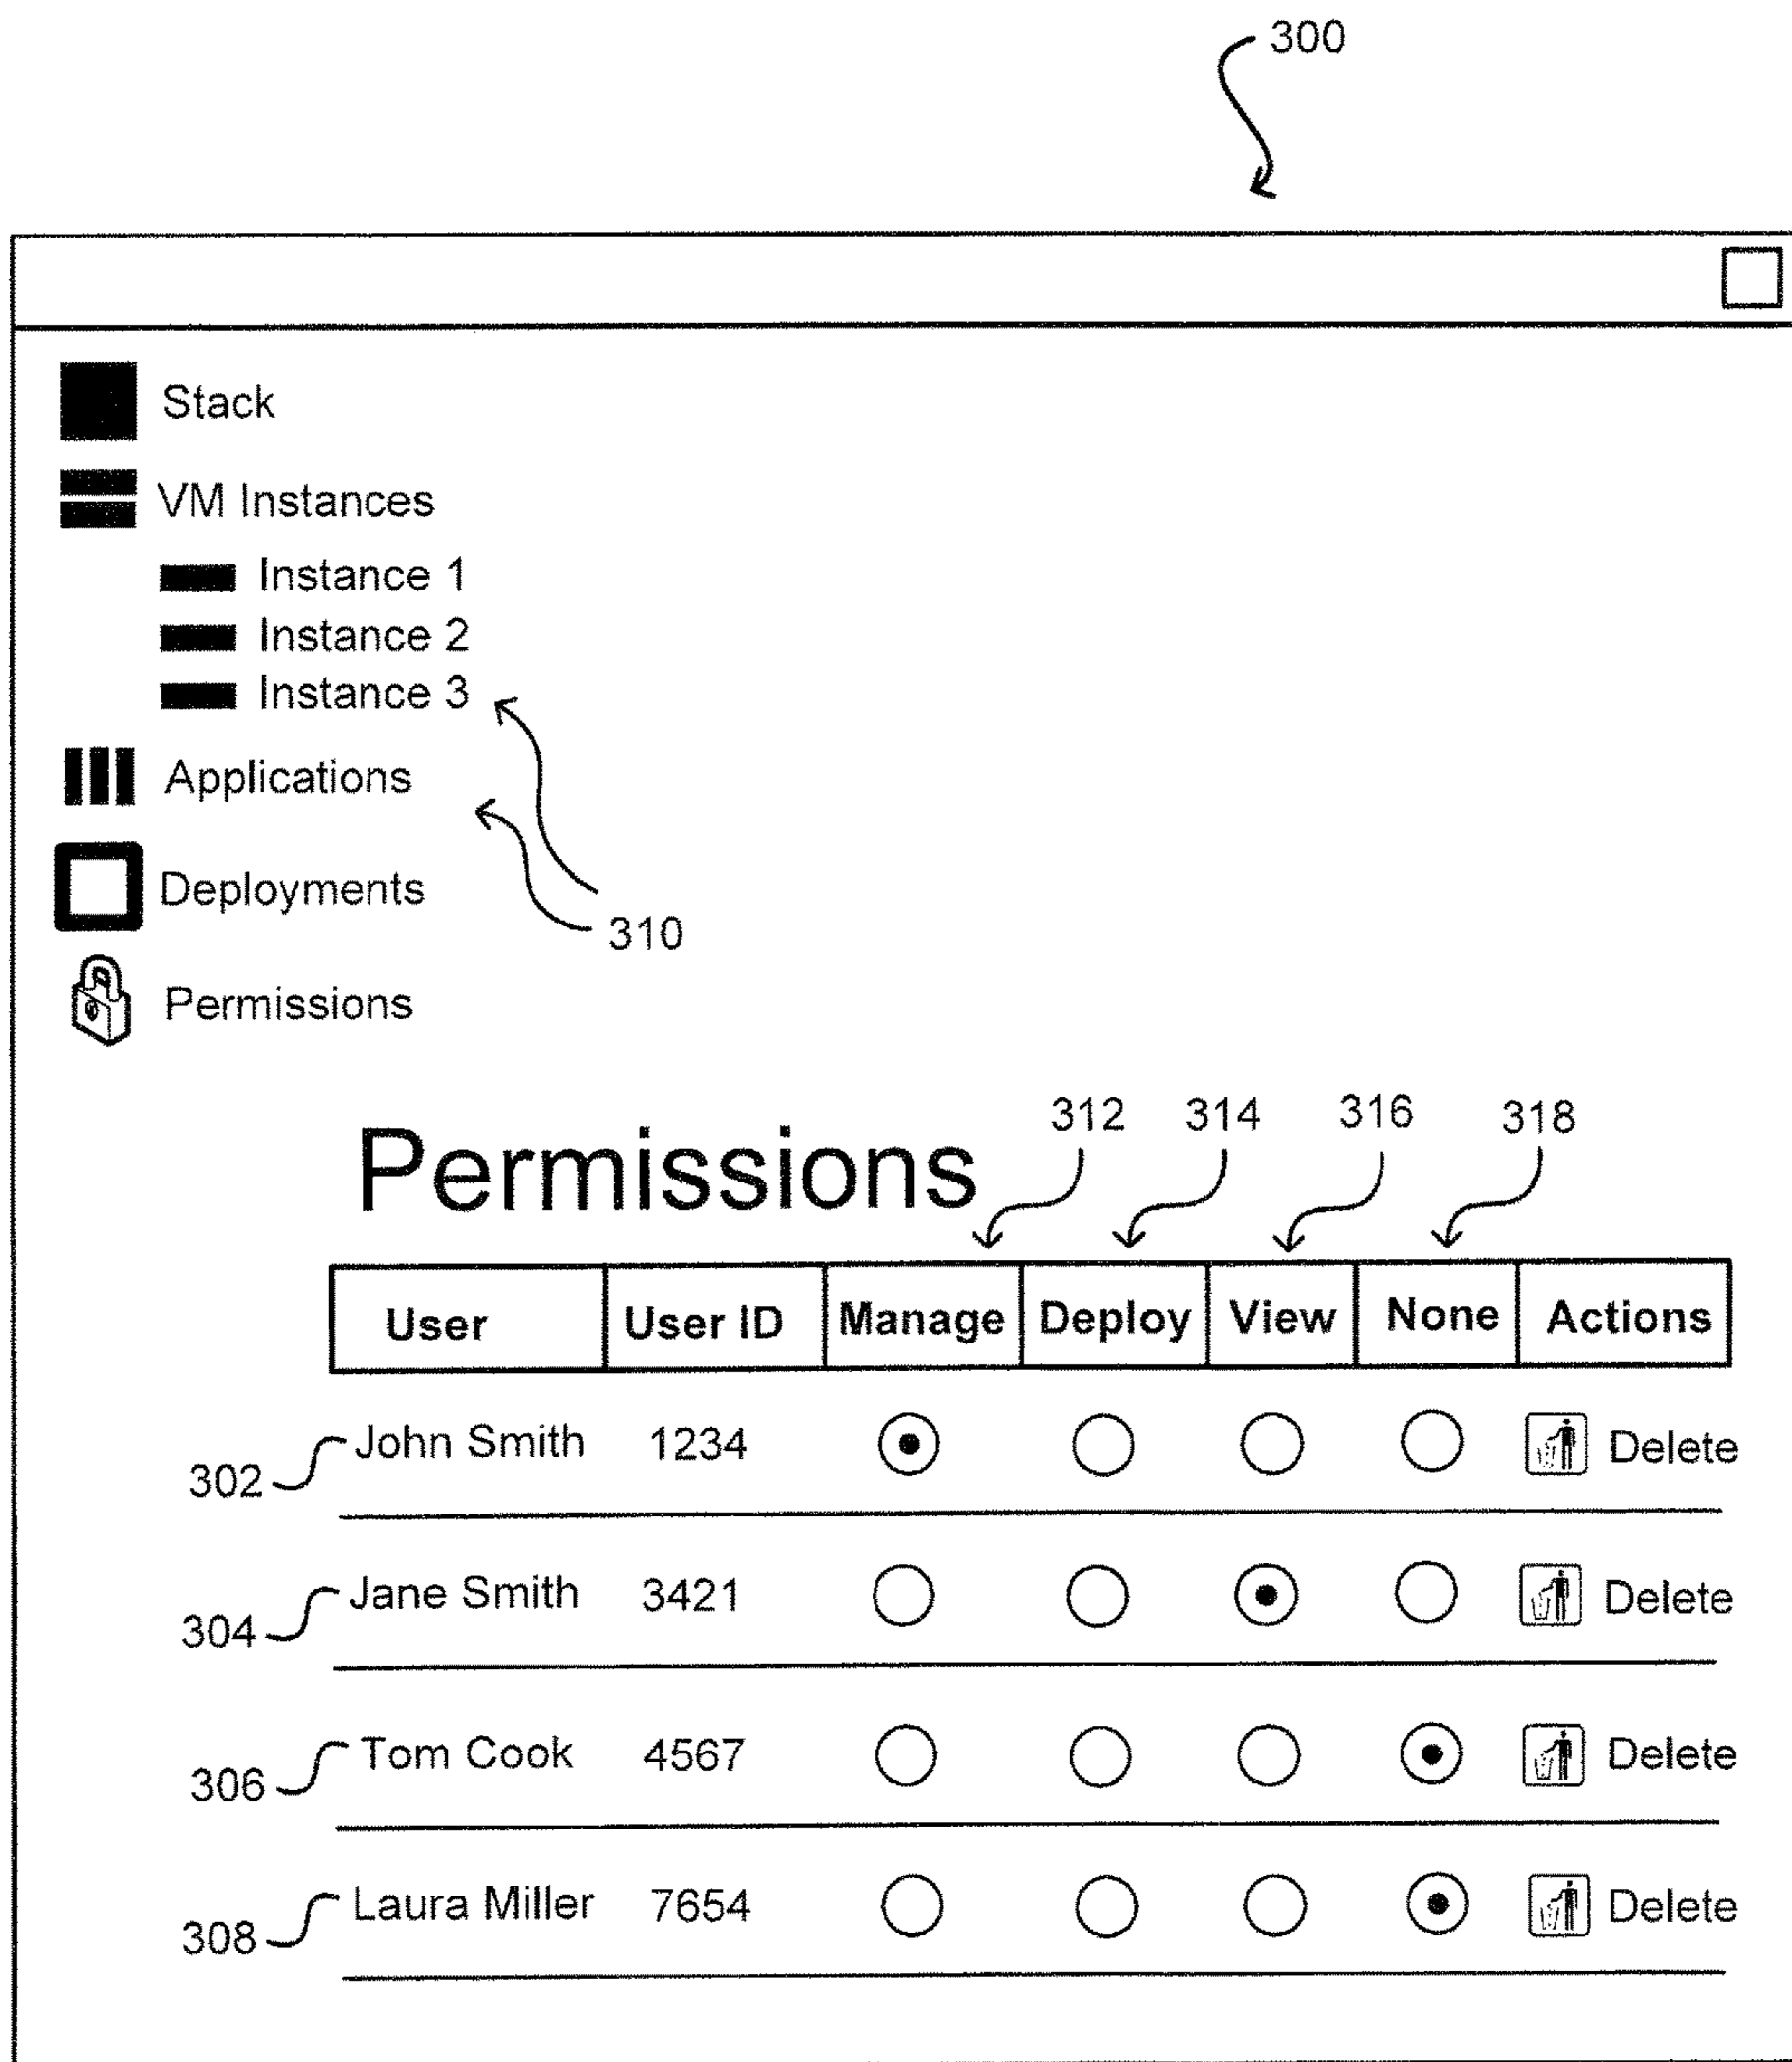 300
Stack
VM Instances
Instance 1
Instance 2
Instance 3
Applications
Deployments
310
Permissions
312 314 316 318
Permissions
User User ID Manage Deploy View None Actions
302 John Smith 1234 Delete
304 Jane Smith 3421 Delete
306 Tom Cook 4567 Delete
308 Laura Miller 7654 Delete